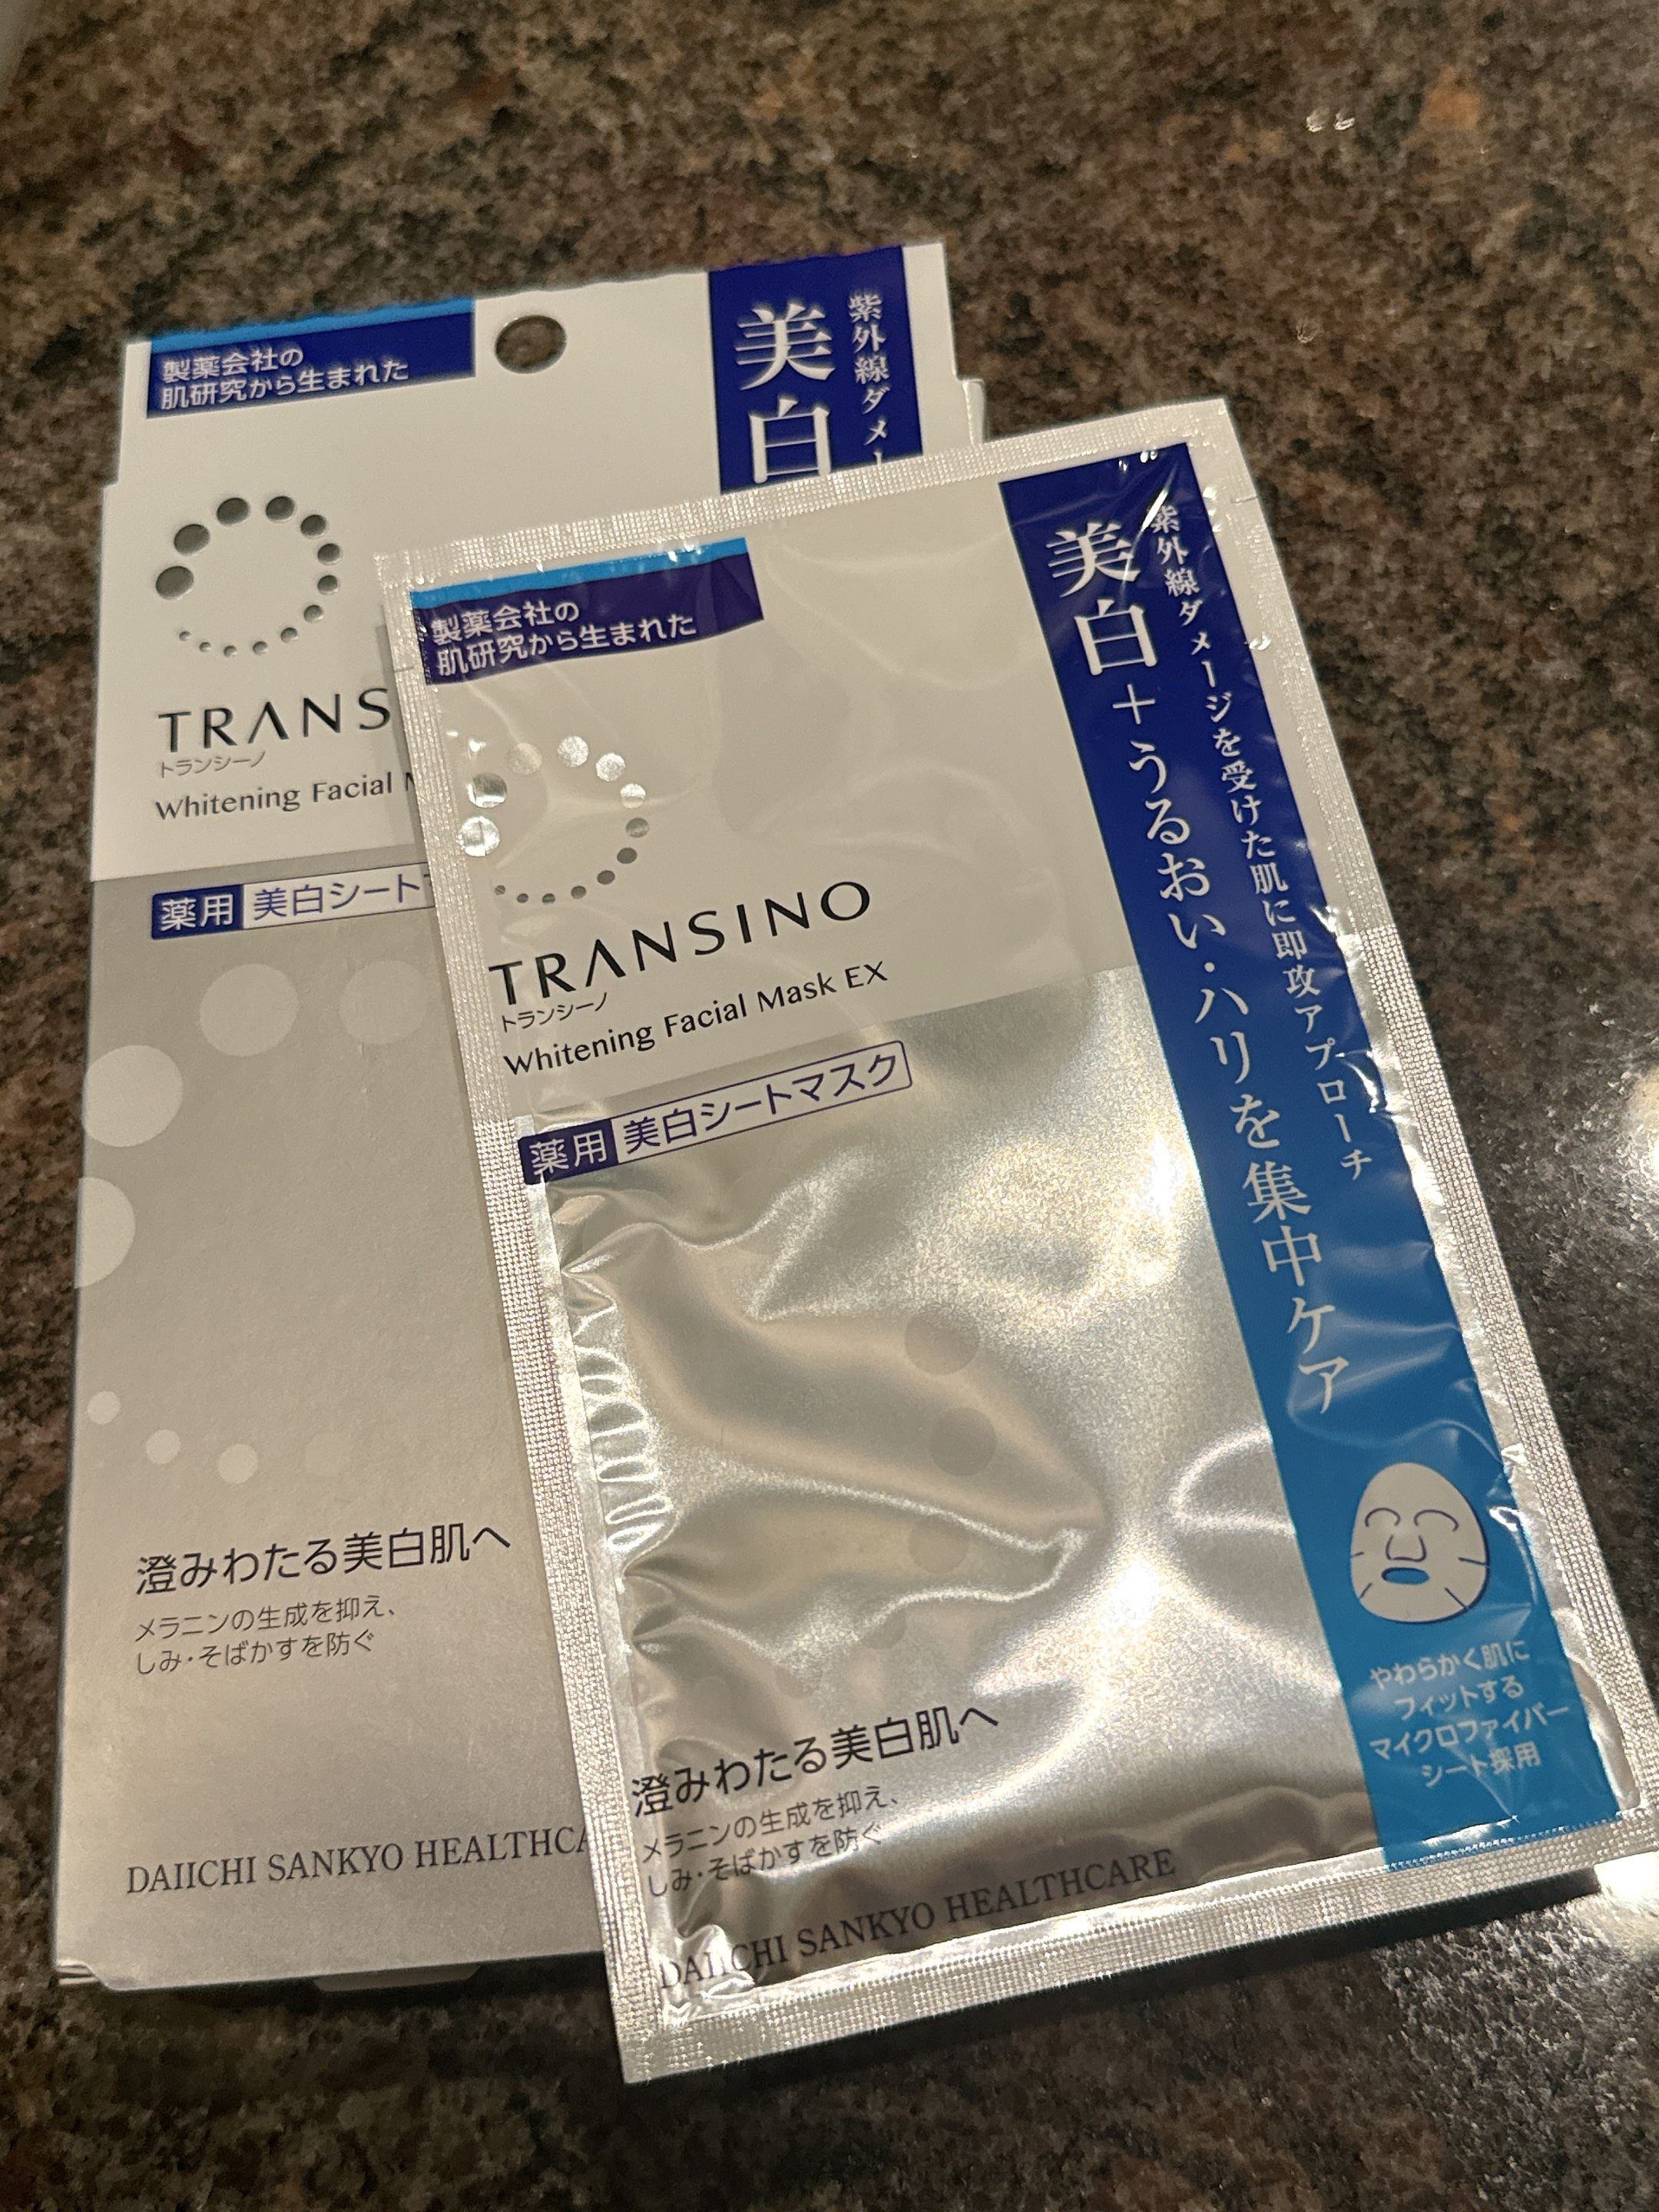 製薬会社の
肌研究から生まれた
美白
紫外線ダメー
TRANS
トランシーノ
Whitening Facial
薬用 美白シート
澄みわたる美白肌へ
メラニンの生成を抑え、
しみ・そばかすを防ぐ
DAIICHI SANKYO HEALTHCA
製薬会社の
肌研究から生まれた
紫外線ダメージを受けた肌に即攻アプローチ
美白+うるおい・ハリを集中ケア
TRANSINO
トランシーノ
Whitening Facial Mask EX
薬用 美白シートマスク
やわらかく肌に
フィットする
マイクロファイバー
シート採用
澄みわたる美白肌へ
メラニンの生成を抑え、
しみ・そばかすを防ぐ
DAIICHI SANKYO HEALTHCARE